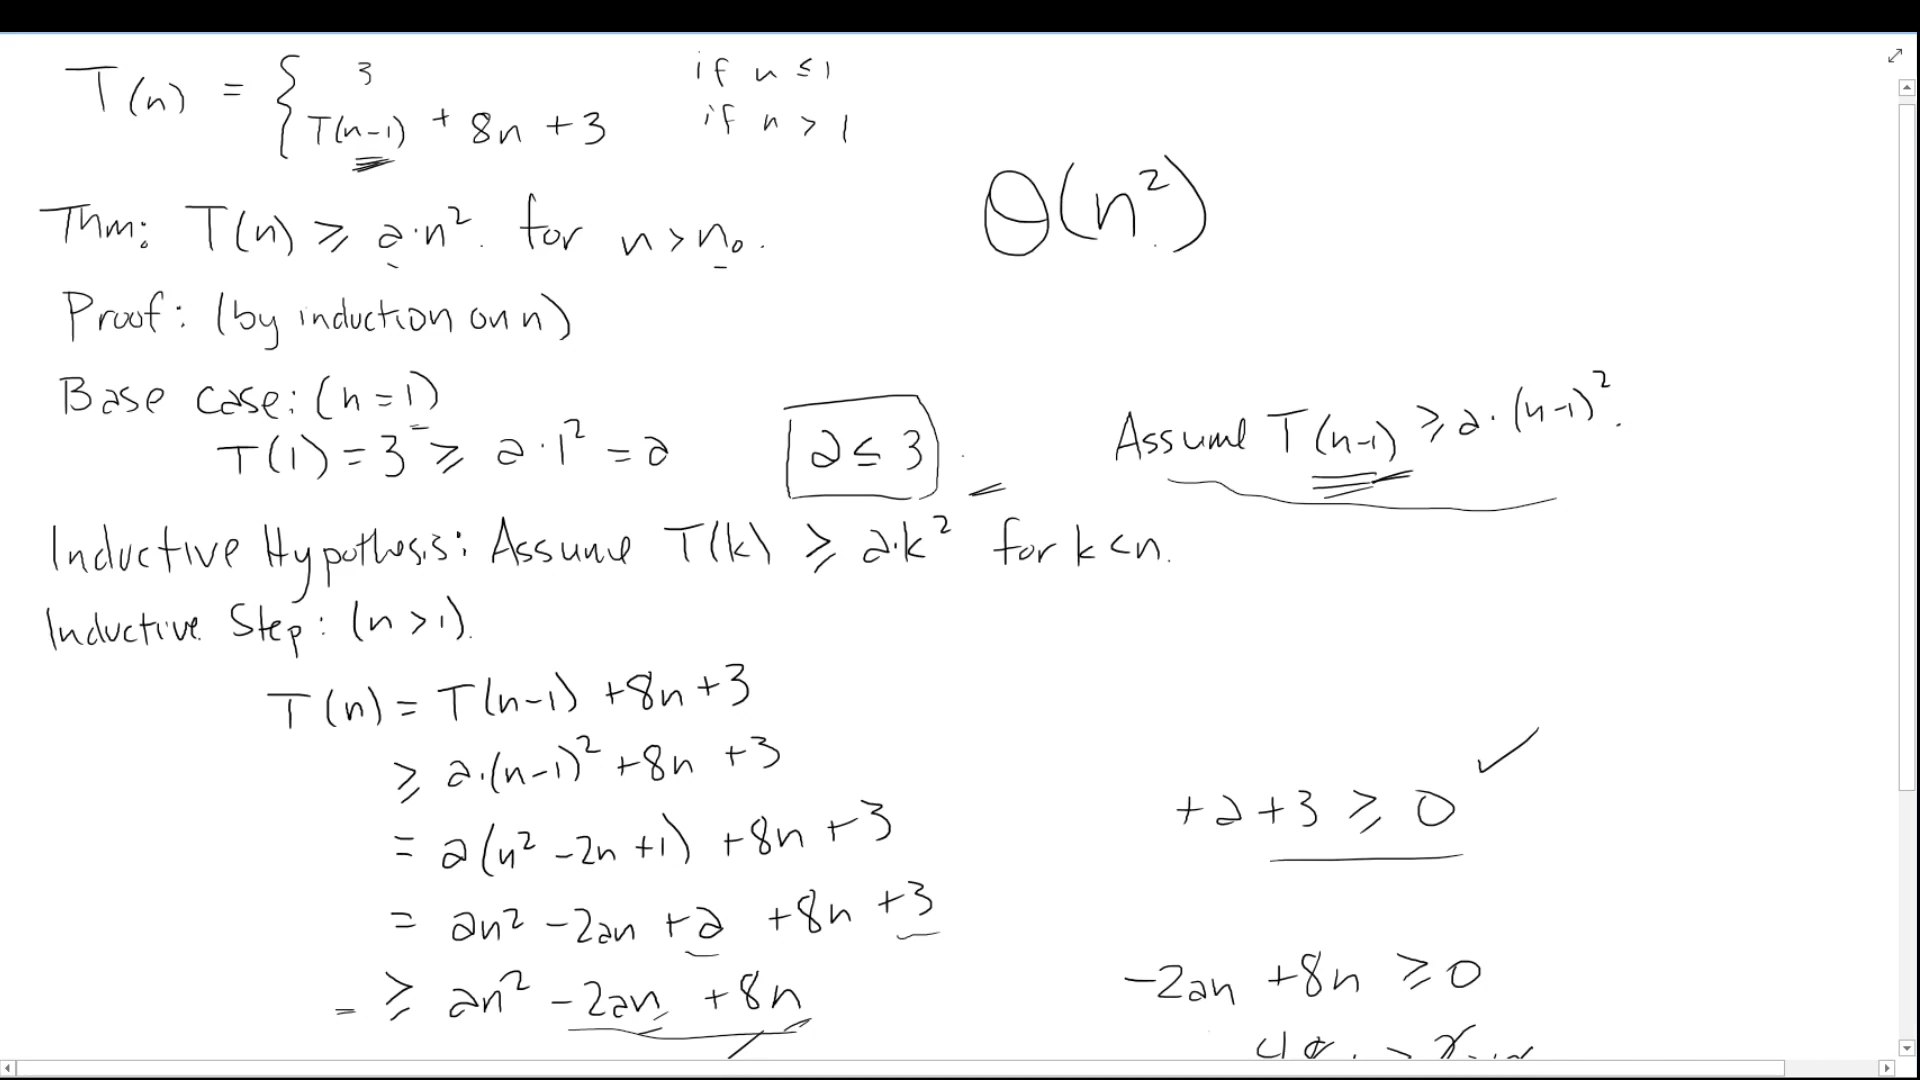 T(n) = { 3 if n ≤ 1
T(n-1) + 8n + 3 if n > 1
Θ(n²)
Thm: T(n) ≥ a·n². for n > n₀.
Proof: (by induction on n)
Base case: (n = 1)
T(1) = 3 ≥ a·1² = a
a ≤ 3
Assume T(n-1) ≥ a·(n-1)².
Inductive Hypothesis: Assume T(k) ≥ a·k² for k < n.
Inductive Step: (n > 1).
T(n) = T(n-1) + 8n + 3
≥ a·(n-1)² + 8n + 3
= a(n² - 2n + 1) + 8n + 3
= an² - 2an + a + 8n + 3
≥ an² - 2an + 8n
+a + 3 ≥ 0 ✓
-2an + 8n ≥ 0